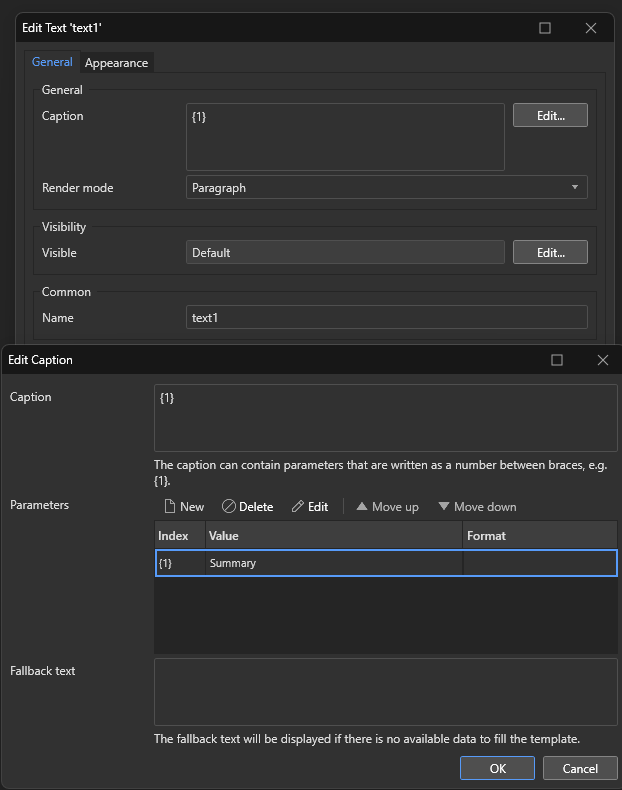 Edit Text 'text1'
General Appearance
General
Caption {1} Edit...
Render mode Paragraph
Visibility
Visible Default Edit...
Common
Name text1
Edit Caption
Caption {1}
The caption can contain parameters that are written as a number between braces, e.g.
{1}.
Parameters New Delete Edit Move up Move down
Index Value Format
{1} Summary
Fallback text
The fallback text will be displayed if there is no available data to fill the template.
OK Cancel